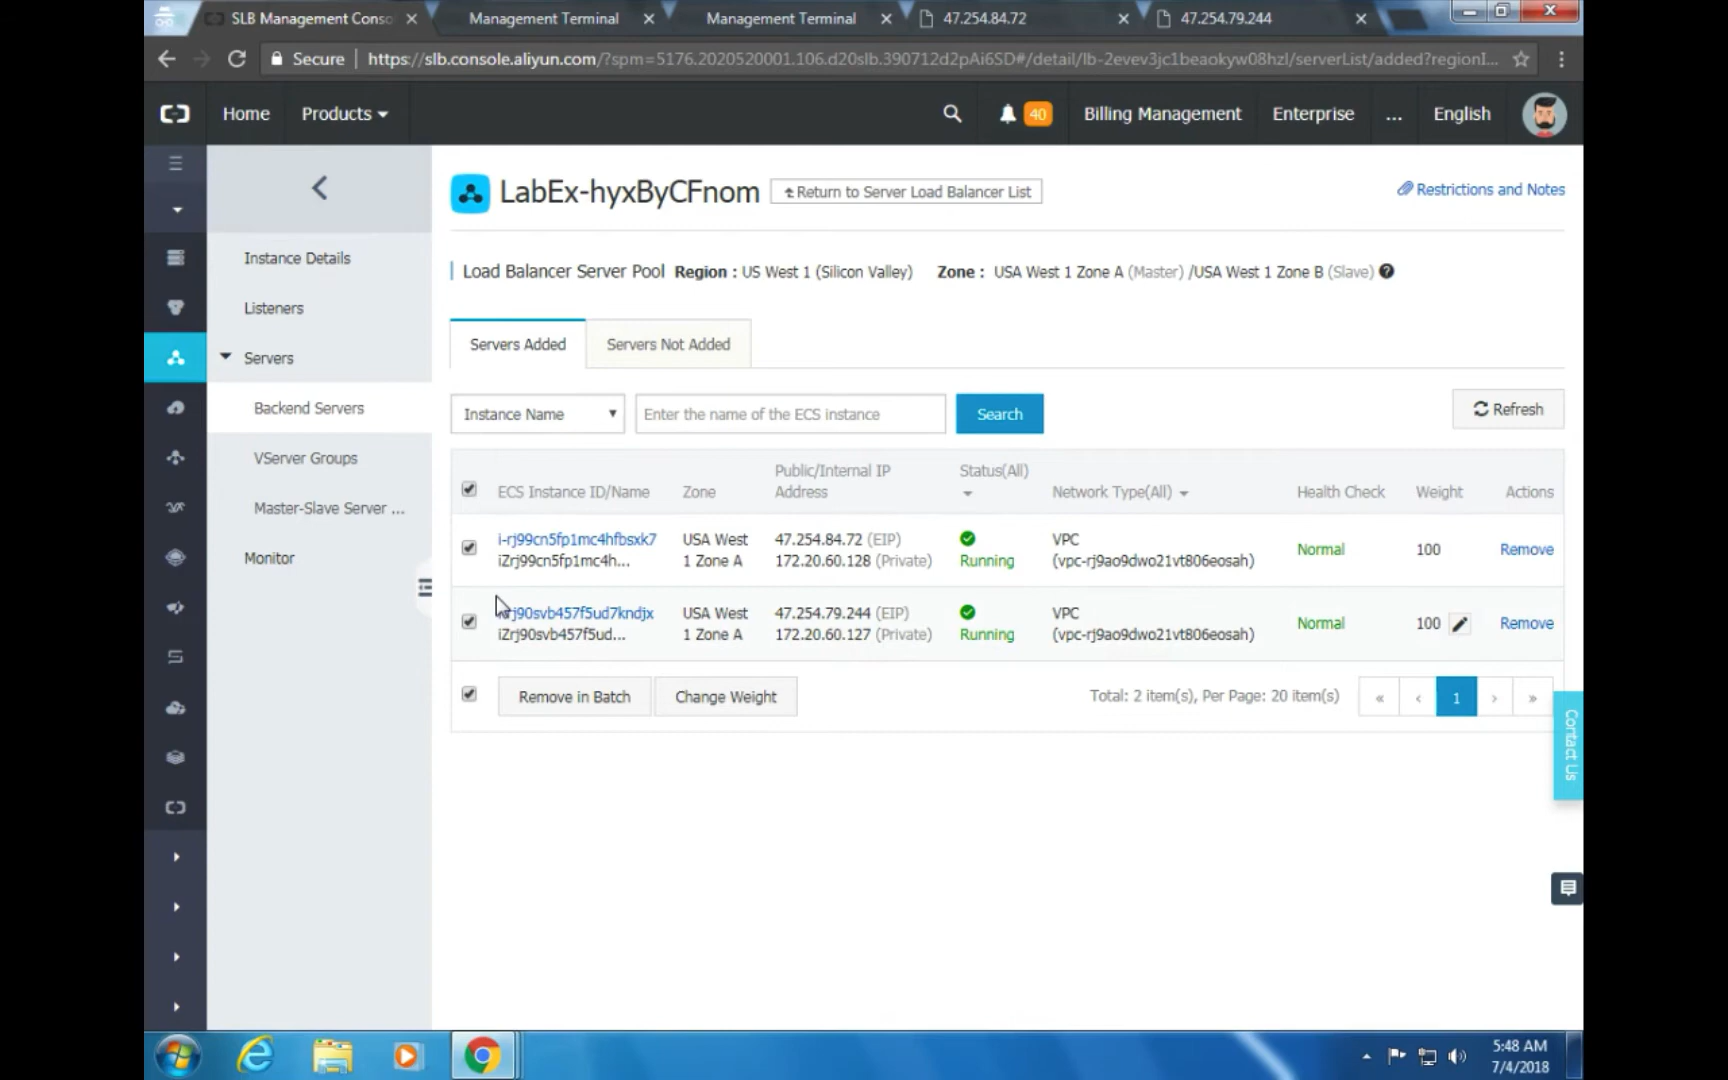 SLB Management Conso
Management Terminal
Management Terminal
47.254.84.72
47.254.79.244
Secure
https://slb.console.aliyun.com/?spm=5176.2020520001.106.d20slb.390712d2pAi6SD#/detail/lb-2evev3jc1beaokyw08hzl/serverList/added?regionI...
Home
Products
40
Billing Management
Enterprise
...
English
LabEx-hyxByCFnom
Return to Server Load Balancer List
Restrictions and Notes
Instance Details
Listeners
Servers
Backend Servers
VServer Groups
Master-Slave Server ...
Monitor
Load Balancer Server Pool Region : US West 1 (Silicon Valley) Zone : USA West 1 Zone A (Master) /USA West 1 Zone B (Slave)
Servers Added
Servers Not Added
Instance Name
Enter the name of the ECS instance
Search
Refresh
ECS Instance ID/Name
Zone
Public/Internal IP
Address
Status(All)
Network Type(All)
Health Check
Weight
Actions
i-rj99cn5fp1mc4hfbsxk7
iZrj99cn5fp1mc4h...
USA West
1 Zone A
47.254.84.72 (EIP)
172.20.60.128 (Private)
Running
VPC
(vpc-rj9ao9dwo21vt806eosah)
Normal
100
Remove
rj90svb457f5ud7kndjx
iZrj90svb457f5ud...
USA West
1 Zone A
47.254.79.244 (EIP)
172.20.60.127 (Private)
Running
VPC
(vpc-rj9ao9dwo21vt806eosah)
Normal
100
Remove
Remove in Batch
Change Weight
Total: 2 item(s), Per Page: 20 item(s)
«
‹
1
›
»
Contact Us
5:48 AM
7/4/2018